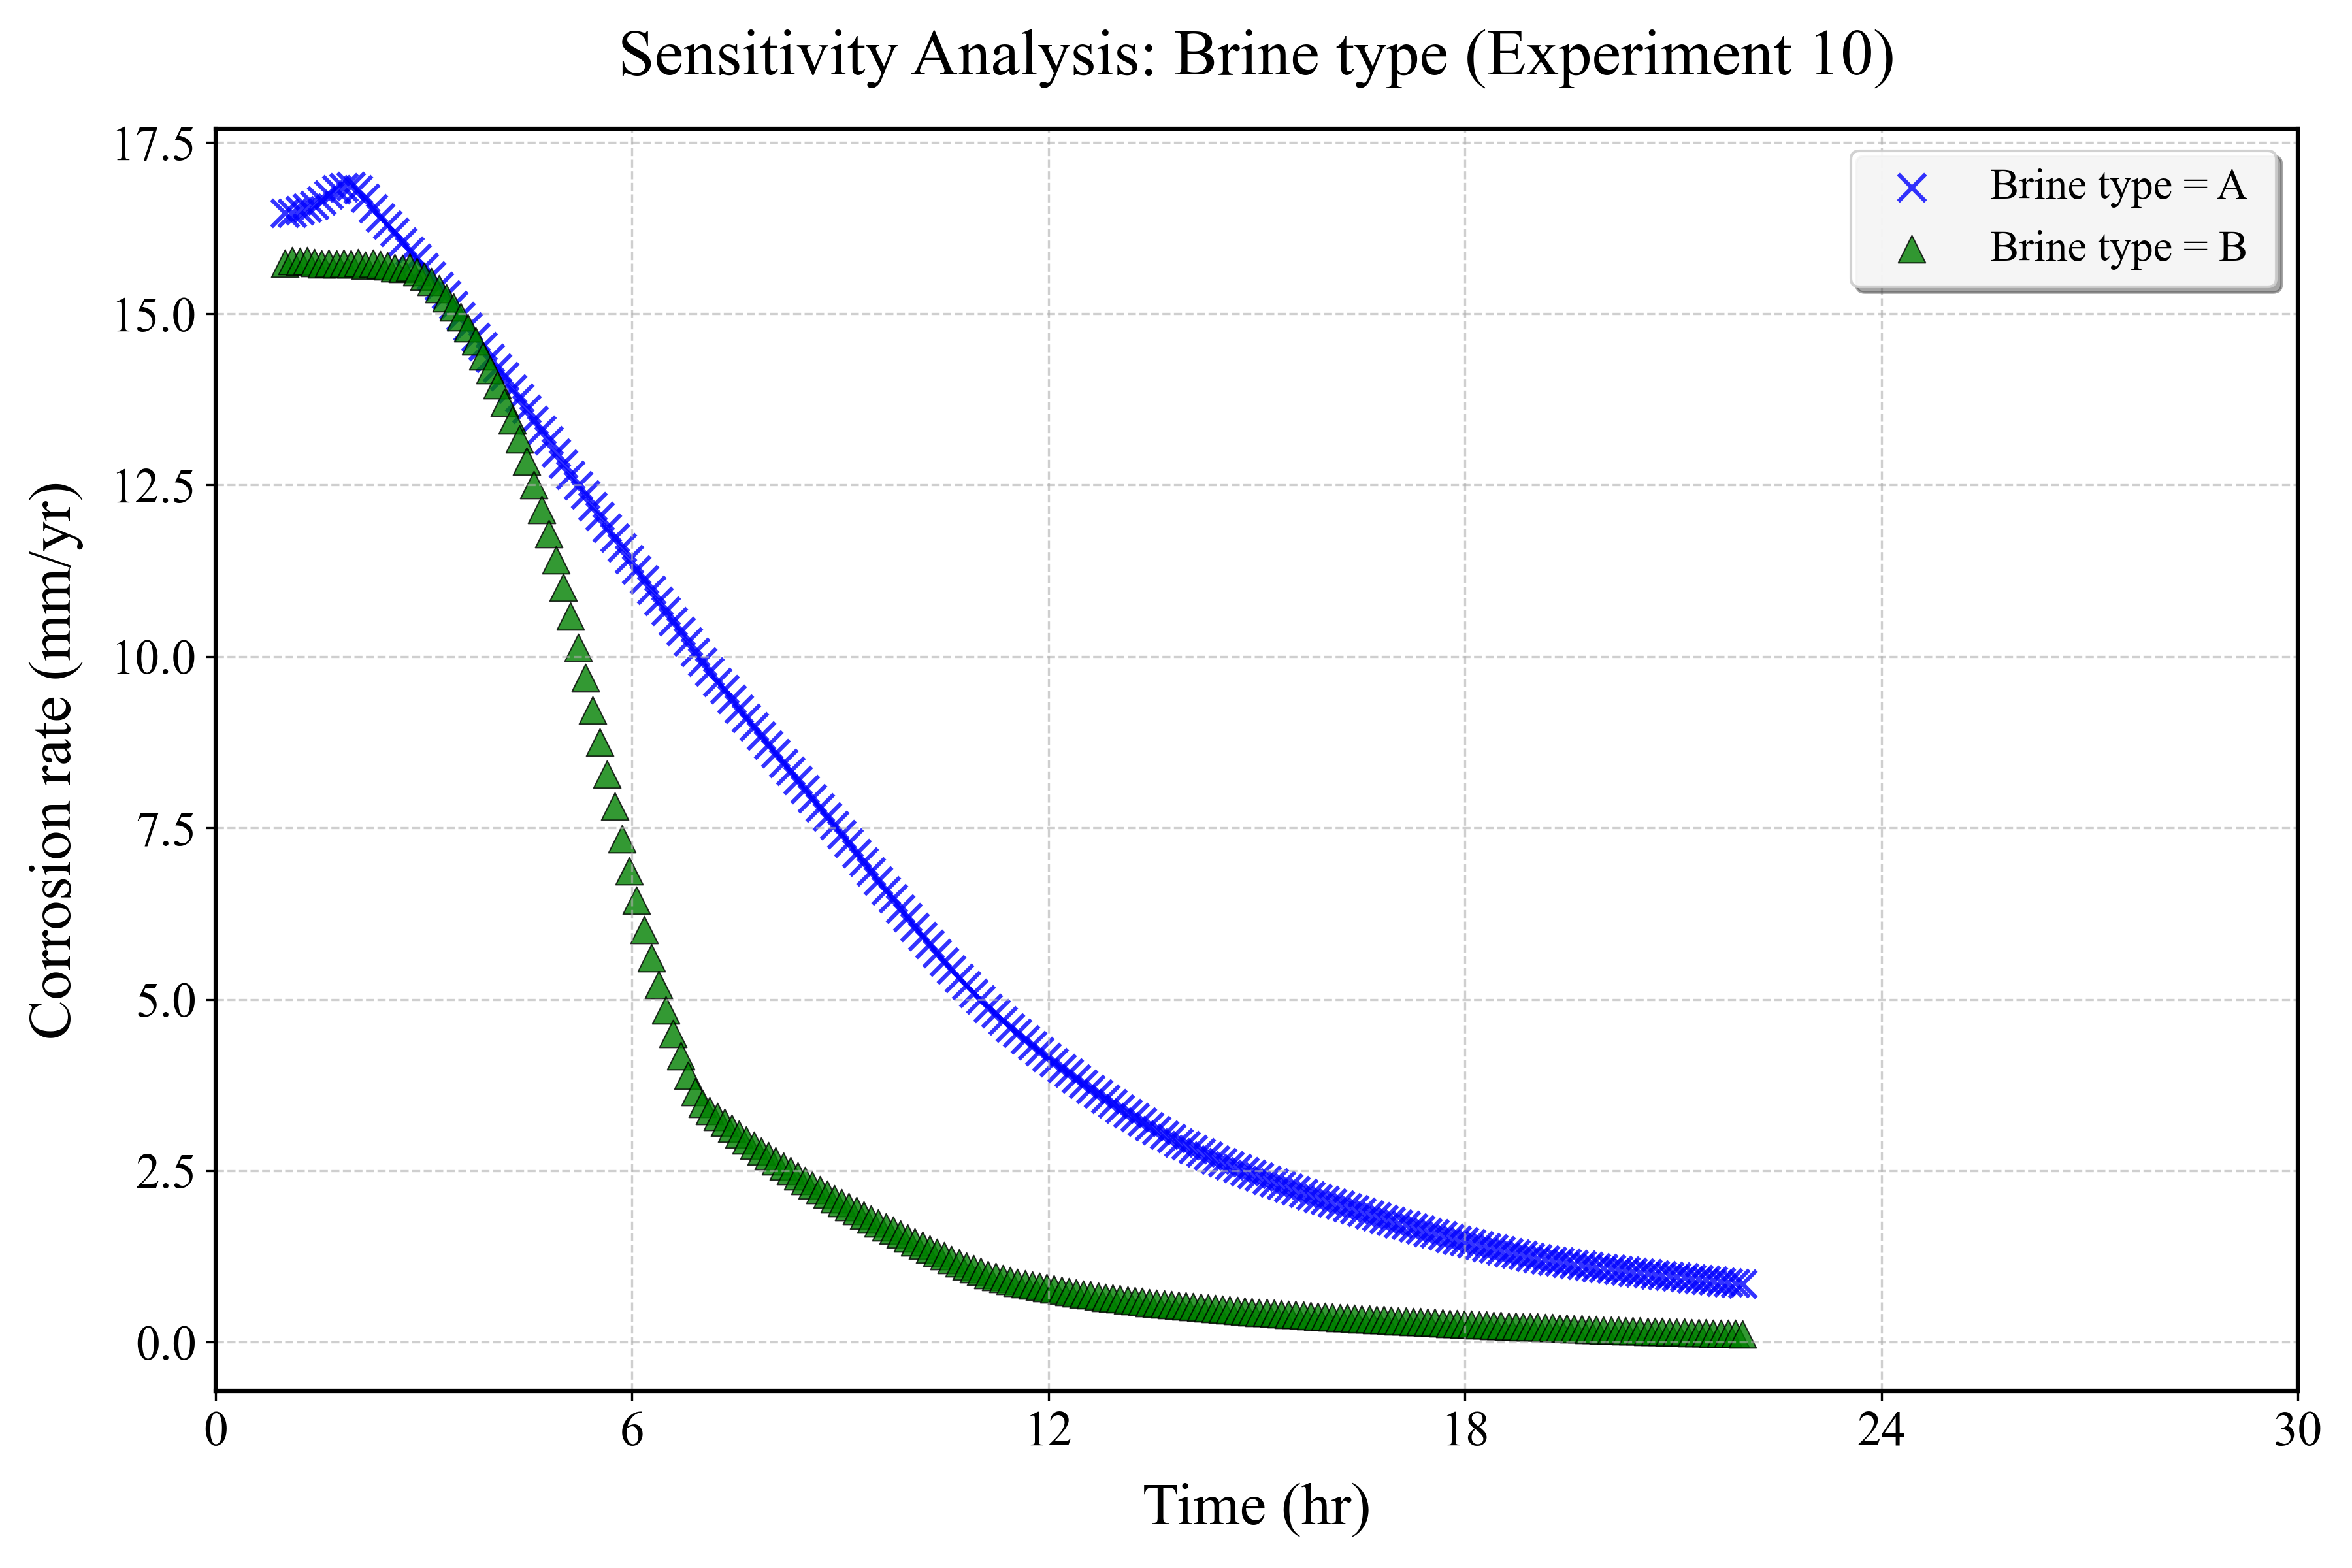 Sensitivity Analysis: Brine type (Experiment 10)
17.5
15.0
12.5
10.0
7.5
5.0
2.5
0.0
Corrosion rate (mm/yr)
Brine type = A
Brine type = B
0 6 12 18 24 30
Time (hr)